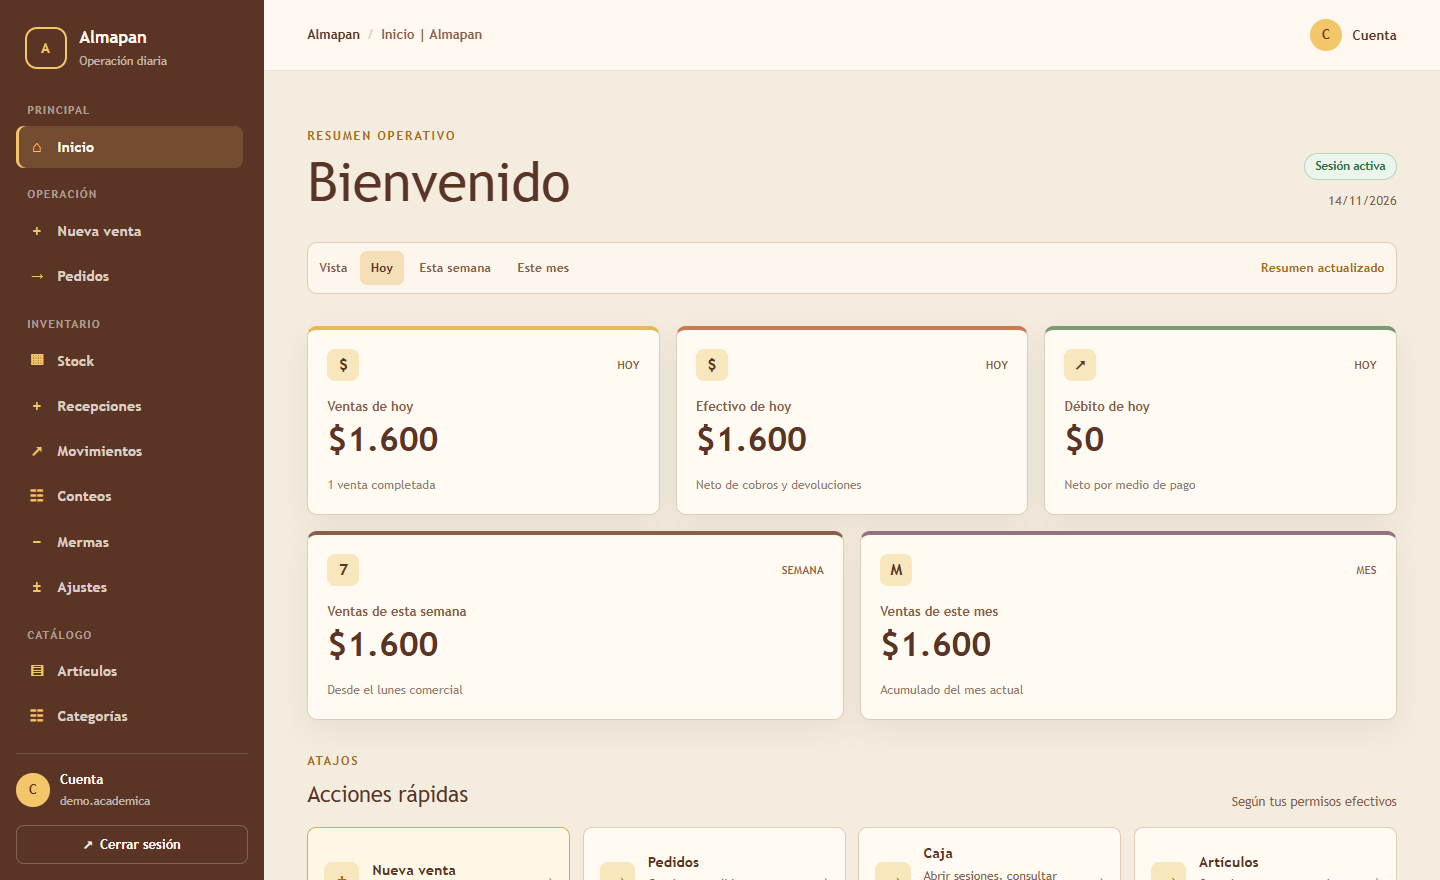 A
Almapan
Operación diaria
PRINCIPAL
Inicio
OPERACIÓN
+ Nueva venta
→ Pedidos
INVENTARIO
Stock
+ Recepciones
↗ Movimientos
Conteos
− Mermas
± Ajustes
CATÁLOGO
Artículos
Categorías
C
Cuenta
demo.academica
↗ Cerrar sesión
Almapan / Inicio | Almapan
C Cuenta
RESUMEN OPERATIVO
Bienvenido
Sesión activa
14/11/2026
Vista Hoy Esta semana Este mes
Resumen actualizado
$ HOY
Ventas de hoy
$1.600
1 venta completada
$ HOY
Efectivo de hoy
$1.600
Neto de cobros y devoluciones
↗ HOY
Débito de hoy
$0
Neto por medio de pago
7 SEMANA
Ventas de esta semana
$1.600
Desde el lunes comercial
M MES
Ventas de este mes
$1.600
Acumulado del mes actual
ATAJOS
Acciones rápidas
Según tus permisos efectivos
Nueva venta
Pedidos
Caja
Abrir sesiones, consultar
Artículos